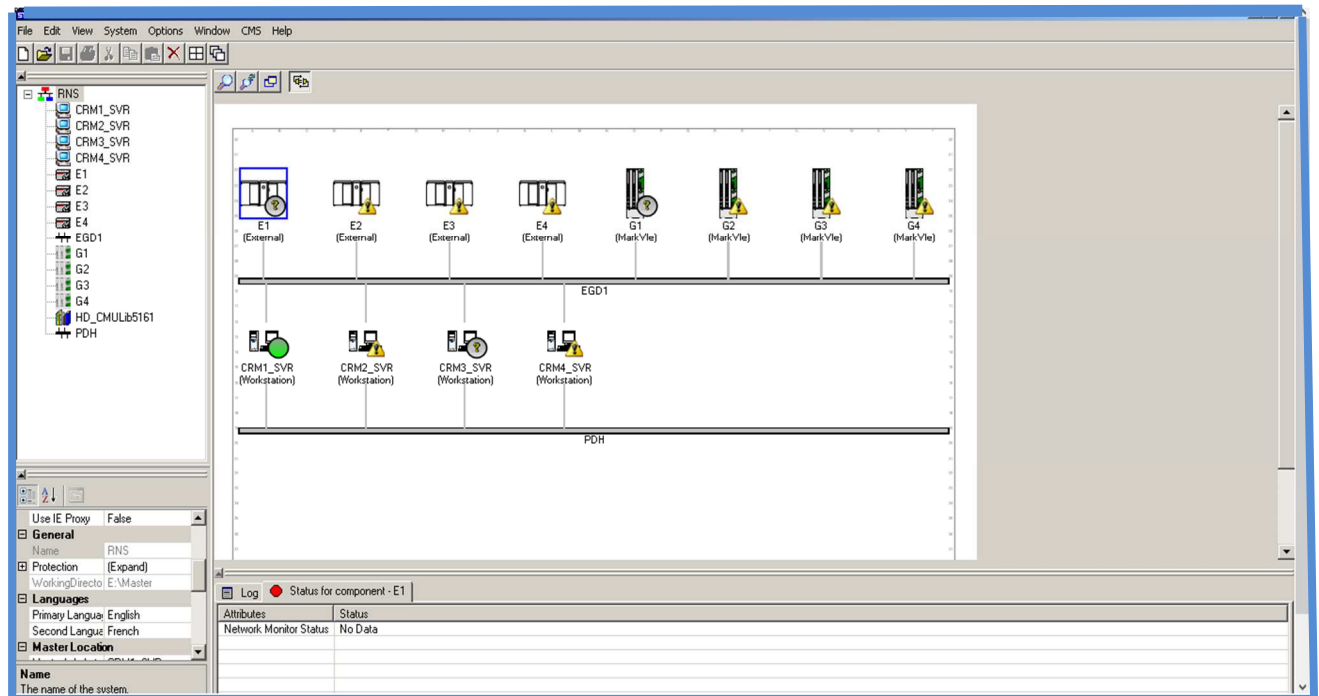 File Edit View System Options Window CMS Help
RNS
CRM1_SVR
CRM2_SVR
CRM3_SVR
CRM4_SVR
E1
E2
E3
E4
EGD1
G1
G2
G3
G4
HD_CMULib5161
PDH
E1 E2 E3 E4 G1 G2 G3 G4
(External) (External) (External) (External) (MarkVIe) (MarkVIe) (MarkVIe) (MarkVIe)
EGD1
CRM1_SVR CRM2_SVR CRM3_SVR CRM4_SVR
(Workstation) (Workstation) (Workstation) (Workstation)
PDH
Use IE Proxy False
General
Name RNS
Protection (Expand)
WorkingDirecto E:\Master
Languages
Primary Languag English
Second Langua French
Master Location
Name
The name of the system.
Log Status for component - E1
Attributes Status
Network Monitor Status No Data